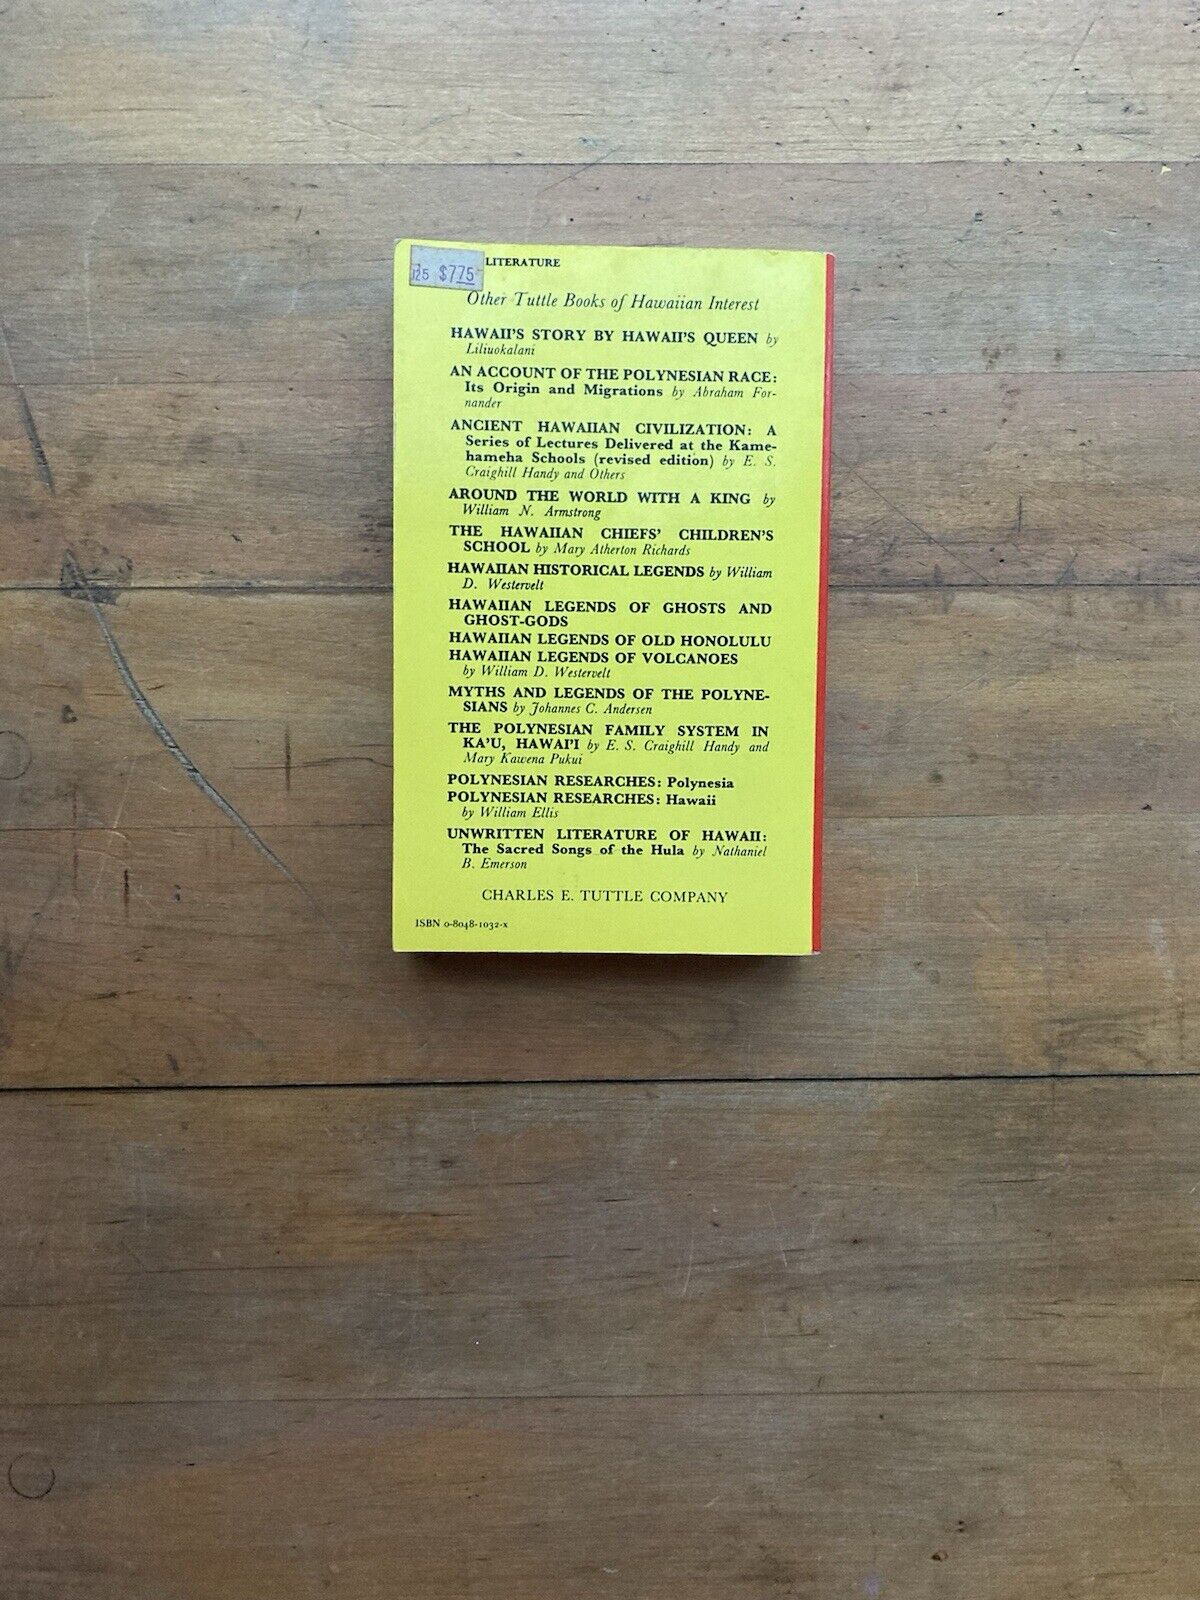 LITERATURE
125 $7.75
Other Tuttle Books of Hawaiian Interest
HAWAII'S STORY BY HAWAII'S QUEEN by
Liliuokalani
AN ACCOUNT OF THE POLYNESIAN RACE:
Its Origin and Migrations by Abraham For-
nander
ANCIENT HAWAIIAN CIVILIZATION: A
Series of Lectures Delivered at the Kame-
hameha Schools (revised edition) by E. S.
Craighill Handy and Others
AROUND THE WORLD WITH A KING by
William N. Armstrong
THE HAWAIIAN CHIEFS' CHILDREN'S
SCHOOL by Mary Atherton Richards
HAWAIIAN HISTORICAL LEGENDS by William
D. Westervelt
HAWAIIAN LEGENDS OF GHOSTS AND
GHOST-GODS
HAWAIIAN LEGENDS OF OLD HONOLULU
HAWAIIAN LEGENDS OF VOLCANOES
by William D. Westervelt
MYTHS AND LEGENDS OF THE POLYNE-
SIANS by Johannes C. Andersen
THE POLYNESIAN FAMILY SYSTEM IN
KA'U, HAWAI'I by E. S. Craighill Handy and
Mary Kawena Pukui
POLYNESIAN RESEARCHES: Polynesia
POLYNESIAN RESEARCHES: Hawaii
by William Ellis
UNWRITTEN LITERATURE OF HAWAII:
The Sacred Songs of the Hula by Nathaniel
B. Emerson
CHARLES E. TUTTLE COMPANY
ISBN 0-8048-1032-x